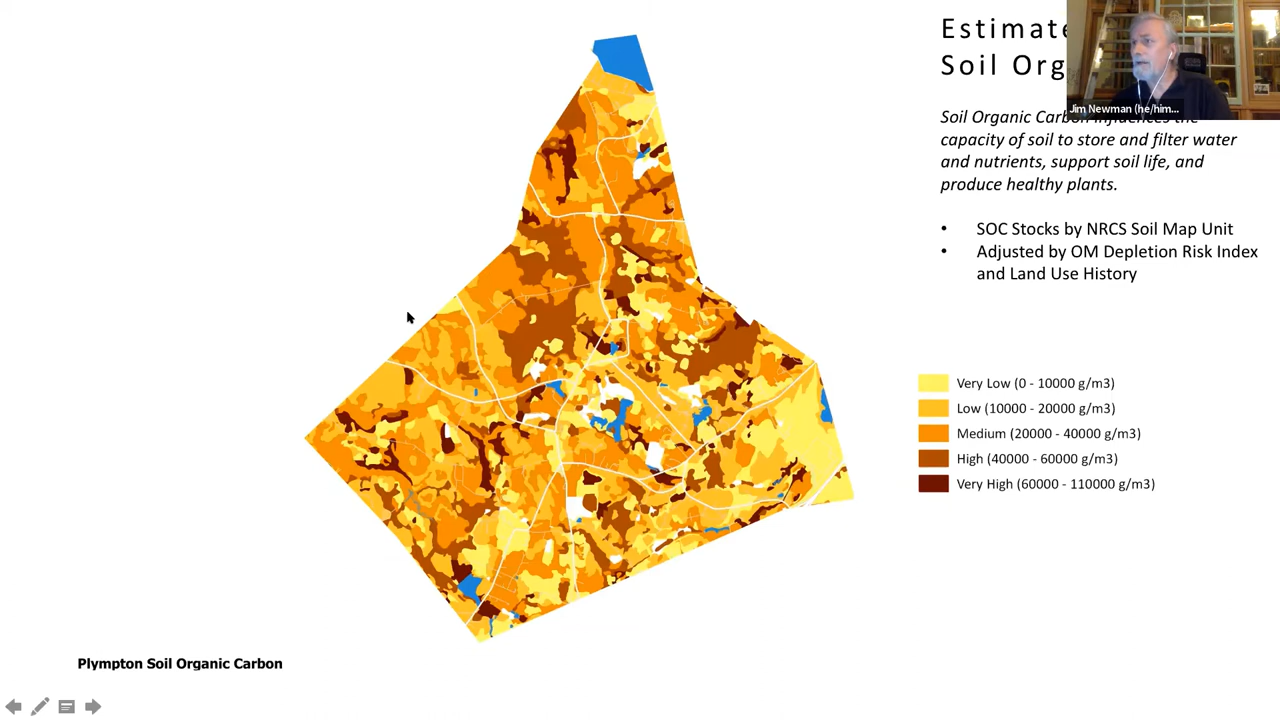 Estimate
Soil Org
Jim Newman (he/him...
Soil Organic Carbon influences the
capacity of soil to store and filter water
and nutrients, support soil life, and
produce healthy plants.
• SOC Stocks by NRCS Soil Map Unit
• Adjusted by OM Depletion Risk Index
and Land Use History
Very Low (0 - 10000 g/m3)
Low (10000 - 20000 g/m3)
Medium (20000 - 40000 g/m3)
High (40000 - 60000 g/m3)
Very High (60000 - 110000 g/m3)
Plympton Soil Organic Carbon